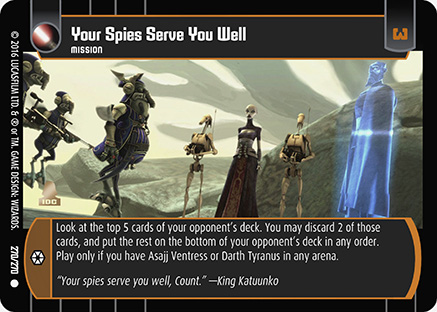 Your Spies Serve You Well
MISSION
© 2016 LUCASFILM LTD. & ® or TM. GAME DESIGN: WIZARDS.
100
Look at the top 5 cards of your opponent's deck. You may discard 2 of those
cards, and put the rest on the bottom of your opponent's deck in any order.
Play only if you have Asajj Ventress or Darth Tyranus in any arena.
"Your spies serve you well, Count." —King Katuunko
270/270